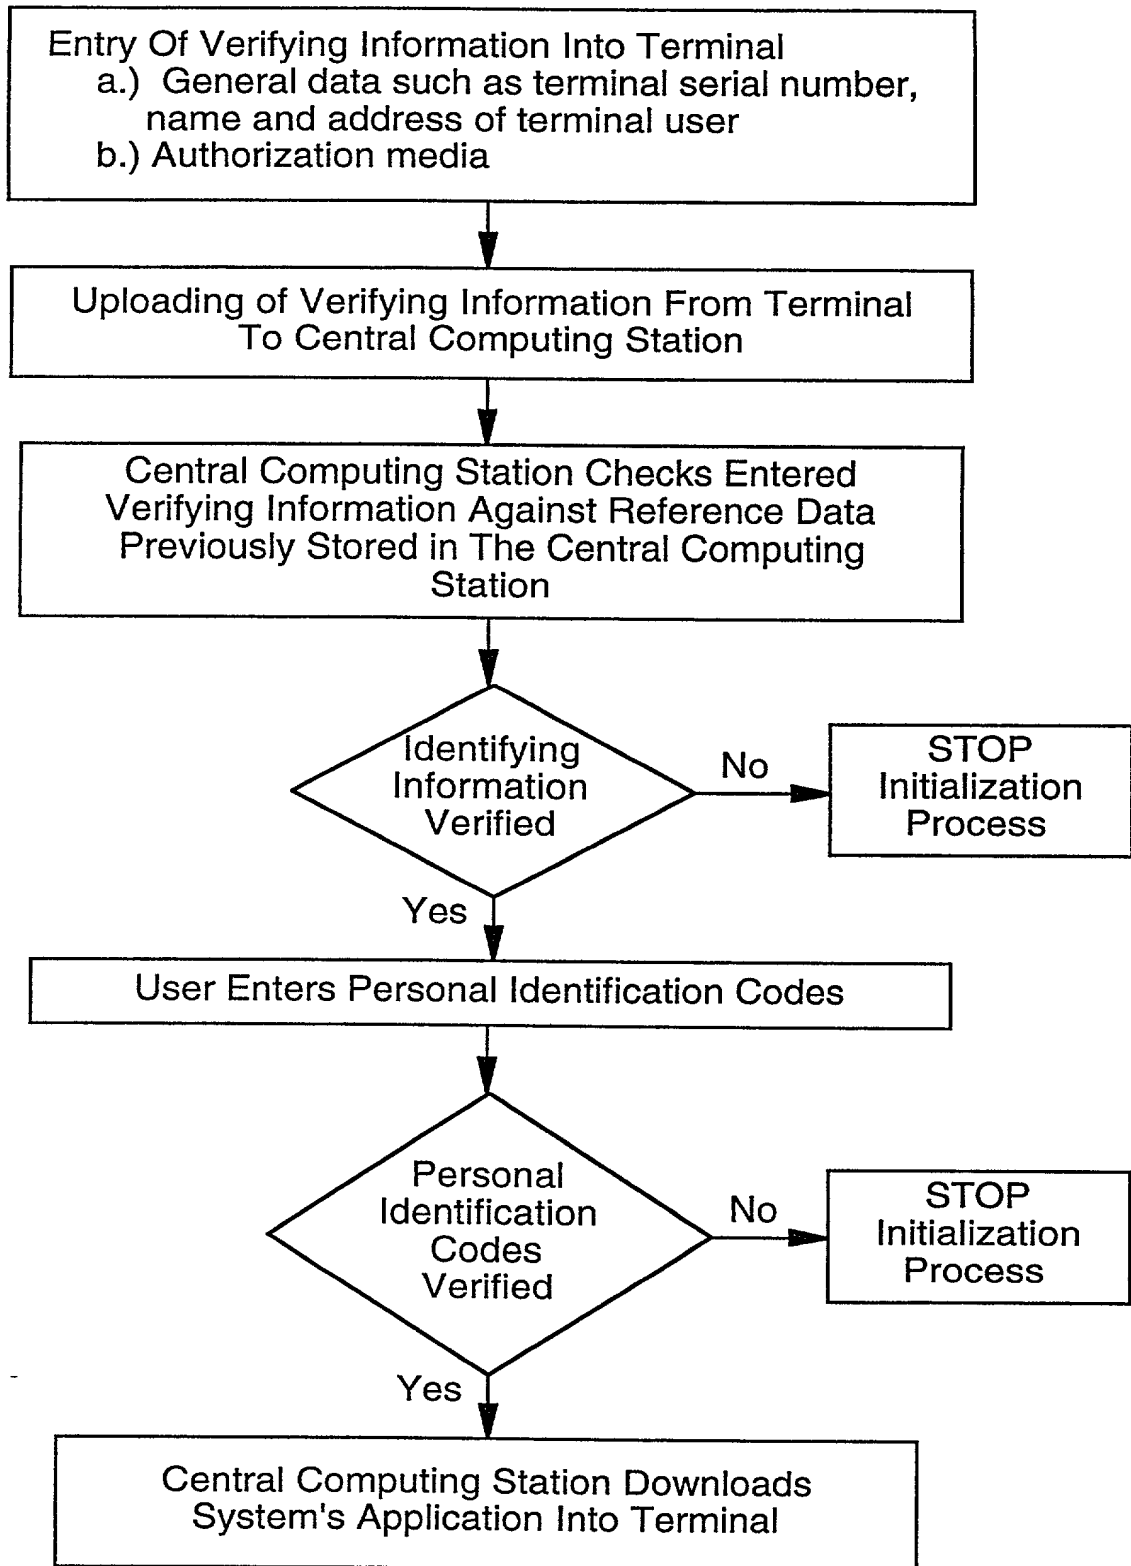 Entry Of Verifying Information Into Terminal
a.) General data such as terminal serial number,
name and address of terminal user
b.) Authorization media
Uploading of Verifying Information From Terminal
To Central Computing Station
Central Computing Station Checks Entered
Verifying Information Against Reference Data
Previously Stored in The Central Computing
Station
Identifying
Information
Verified
No
STOP
Initialization
Process
Yes
User Enters Personal Identification Codes
Personal
Identification
Codes
Verified
No
STOP
Initialization
Process
Yes
Central Computing Station Downloads
System's Application Into Terminal